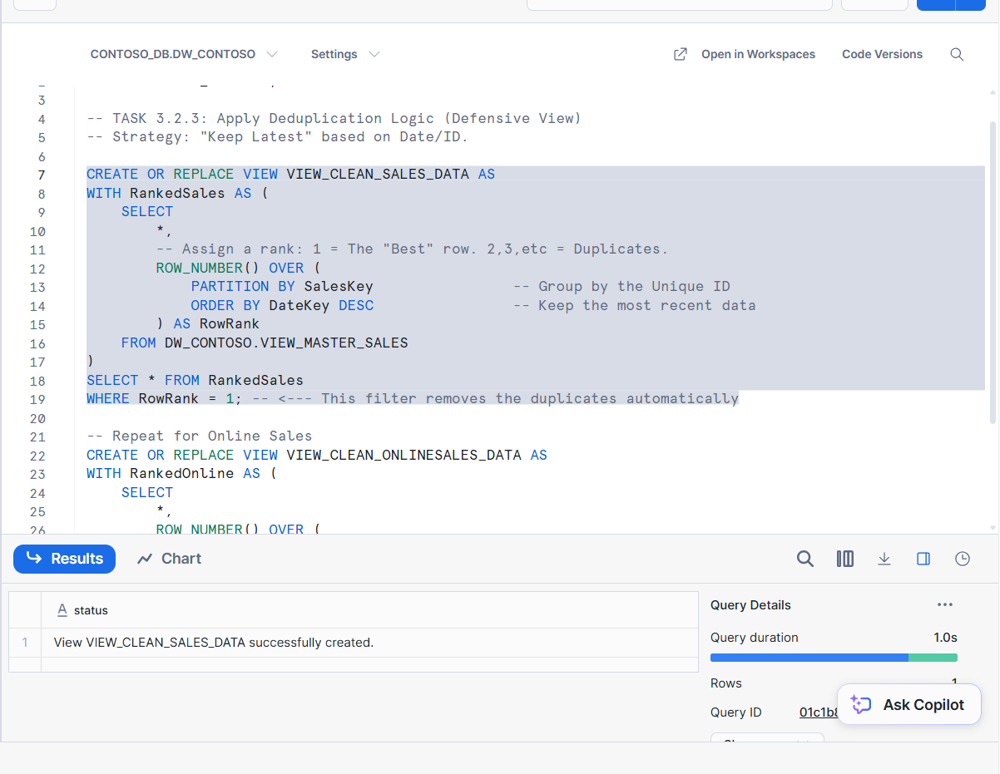 CONTOSO_DB.DW_CONTOSO
Settings
Open in Workspaces
Code Versions
3
4 -- TASK 3.2.3: Apply Deduplication Logic (Defensive View)
5 -- Strategy: "Keep Latest" based on Date/ID.
6
7 CREATE OR REPLACE VIEW VIEW_CLEAN_SALES_DATA AS
8 WITH RankedSales AS (
9 SELECT
10 *,
11 -- Assign a rank: 1 = The "Best" row. 2,3,etc = Duplicates.
12 ROW_NUMBER() OVER (
13 PARTITION BY SalesKey -- Group by the Unique ID
14 ORDER BY DateKey DESC -- Keep the most recent data
15 ) AS RowRank
16 FROM DW_CONTOSO.VIEW_MASTER_SALES
17 )
18 SELECT * FROM RankedSales
19 WHERE RowRank = 1; -- <--- This filter removes the duplicates automatically
20
21 -- Repeat for Online Sales
22 CREATE OR REPLACE VIEW VIEW_CLEAN_ONLINESALES_DATA AS
23 WITH RankedOnline AS (
24 SELECT
25 *,
26 ROW_NUMBER() OVER (
Results
Chart
A status
1 View VIEW_CLEAN_SALES_DATA successfully created.
Query Details
...
Query duration 1.0s
Rows 1
Query ID 01c1b8
Ask Copilot